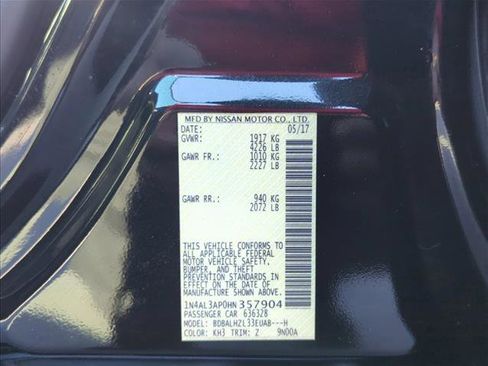 MFD BY NISSAN MOTOR CO., LTD.
DATE: 05/17
GVWR: 1917 KG
4226 LB
GAWR FR.: 1010 KG
2227 LB
GAWR RR.: 940 KG
2072 LB
THIS VEHICLE CONFORMS TO
ALL APPLICABLE FEDERAL
MOTOR VEHICLE SAFETY,
BUMPER, AND THEFT
PREVENTION STANDARDS IN
EFFECT ON THE DATE OF
MANUFACTURE SHOWN ABOVE.
1N4AL3AP0HN357904
PASSENGER CAR 636328
MODEL: BDBALHZL33EUAB---H
COLOR: KH3 TRIM: Z 9N00A